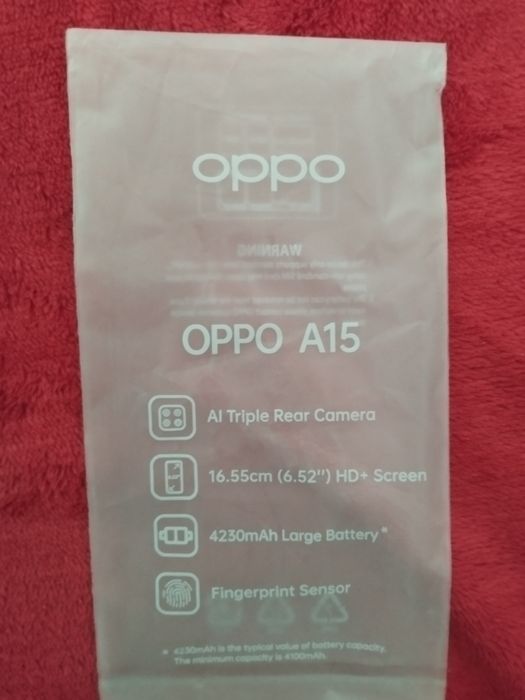 oppo
WARNING
OPPO A15
AI Triple Rear Camera
16.55cm (6.52'') HD+ Screen
4230mAh Large Battery*
Fingerprint Sensor
* 4230mAh is the typical value of battery capacity.
The minimum capacity is 4100mAh.